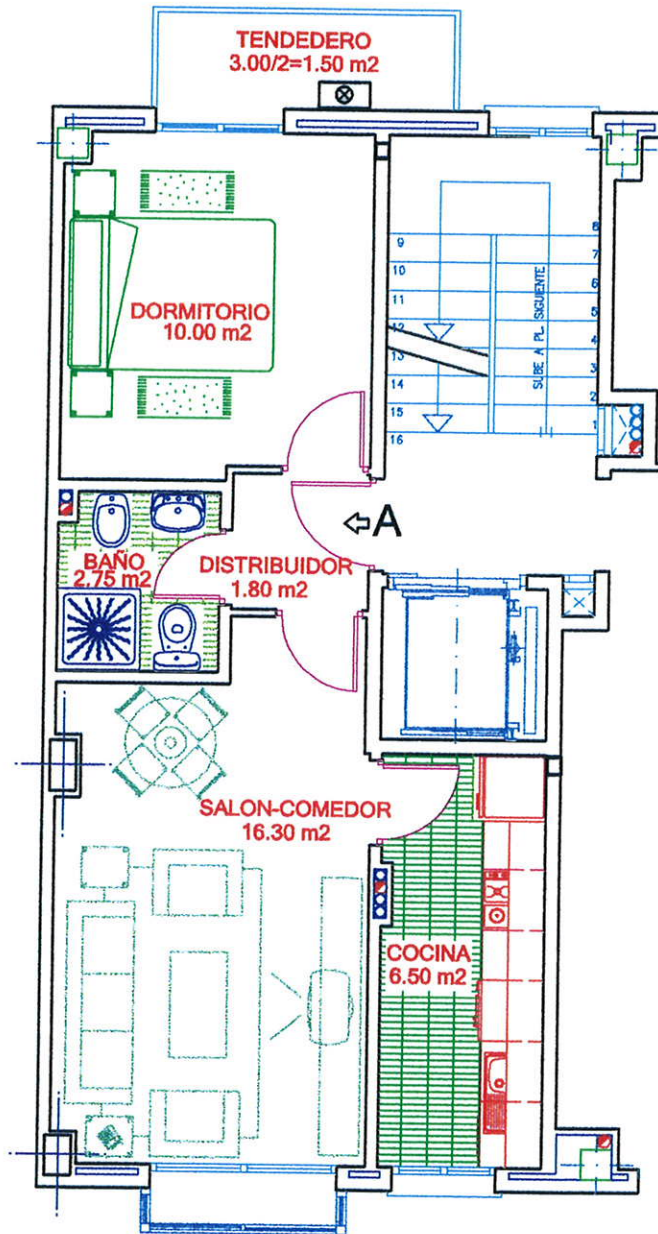 TENDEDERO
3.00/2=1.50 m2
DORMITORIO
10.00 m2
9
10
11
12
13
14
15
16
8
7
6
5
4
3
2
1
SUBE A PL. SIGUIENTE
A
BAÑO
2.75 m2
DISTRIBUIDOR
1.80 m2
SALON-COMEDOR
16.30 m2
COCINA
6.50 m2